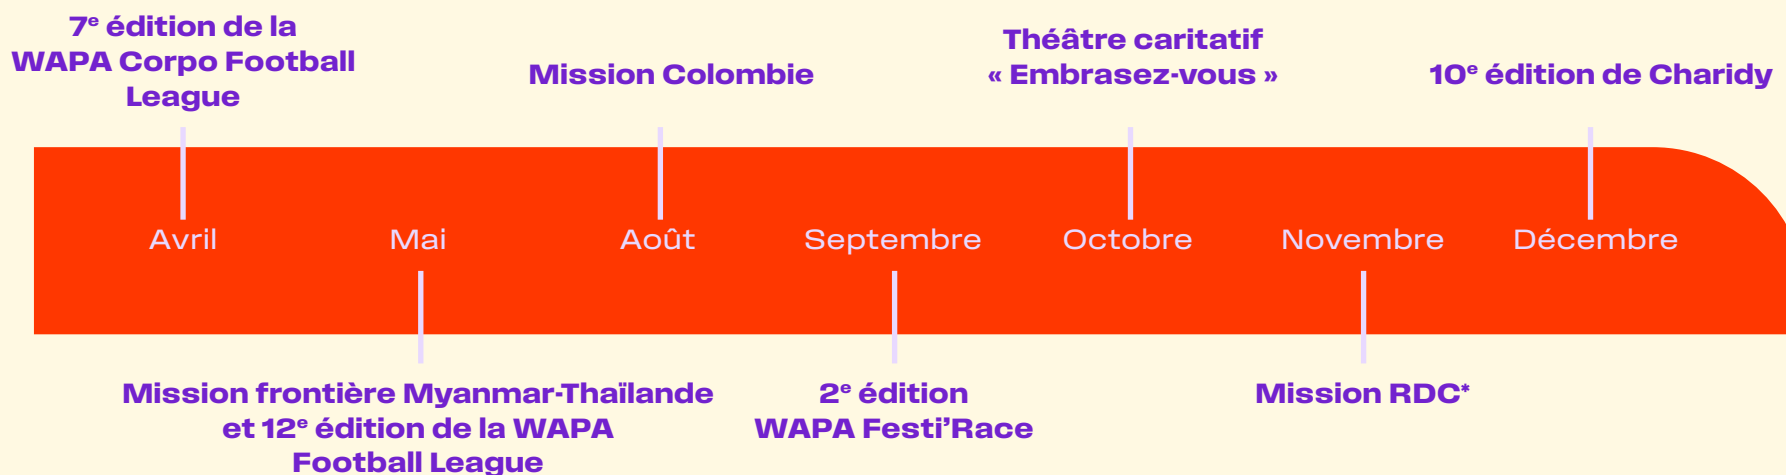 7e édition de la
WAPA Corpo Football
League
Mission Colombie
Théâtre caritatif
« Embrasez-vous »
10e édition de Charidy
Avril
Mai
Août
Septembre
Octobre
Novembre
Décembre
Mission frontière Myanmar-Thaïlande
et 12e édition de la WAPA
Football League
2e édition
WAPA Festi’Race
Mission RDC*